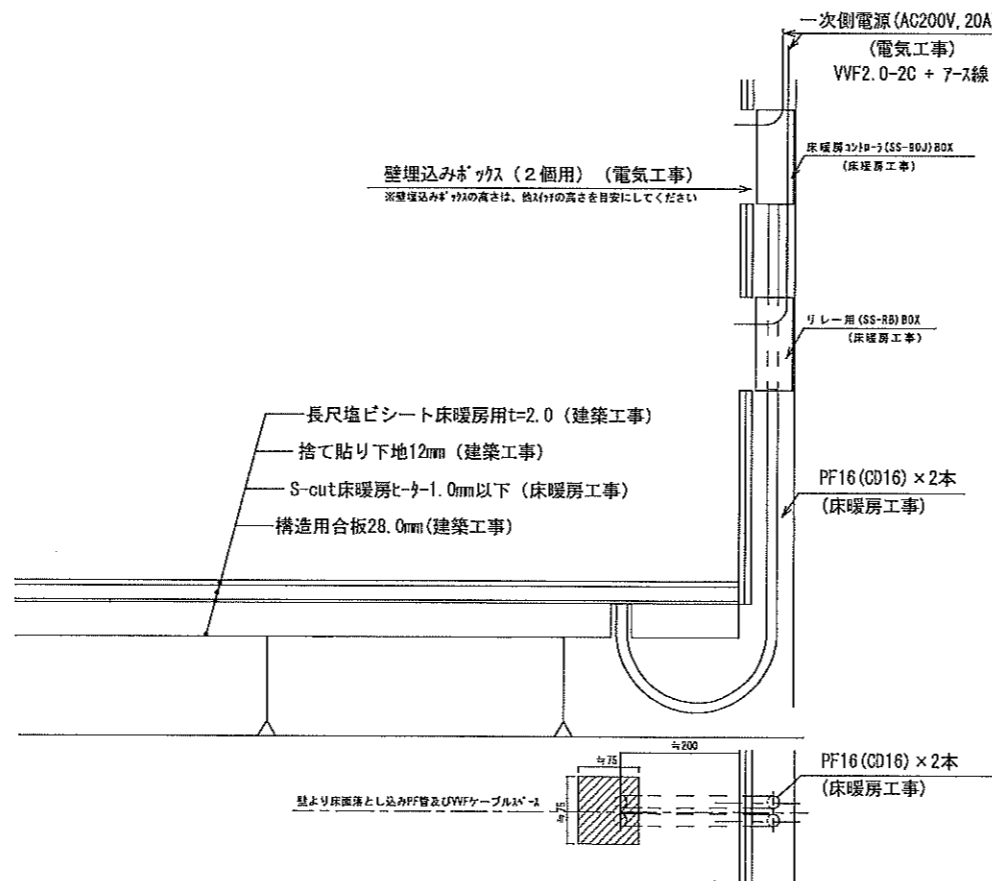 一次側電源(AC200V,20A
(電気工事)
VVF2.0-2C + アース線
床暖房コントローラ(SS-90J)BOX
(床暖房工事)
壁埋込みボックス(2個用) (電気工事)
※壁埋込みボックスの高さは、他スイッチの高さを目安にしてください
リレー用(SS-RB)BOX
(床暖房工事)
長尺塩ビシート床暖房用t=2.0 (建築工事)
捨て貼り下地12mm (建築工事)
S-cut床暖房ヒーター1.0mm以下 (床暖房工事)
構造用合板28.0mm(建築工事)
PF16(CD16)×2本
(床暖房工事)
≒200
≒75
≒75
壁より床面落とし込みPF管及びVVFケーブルスペース
PF16(CD16)×2本
(床暖房工事)